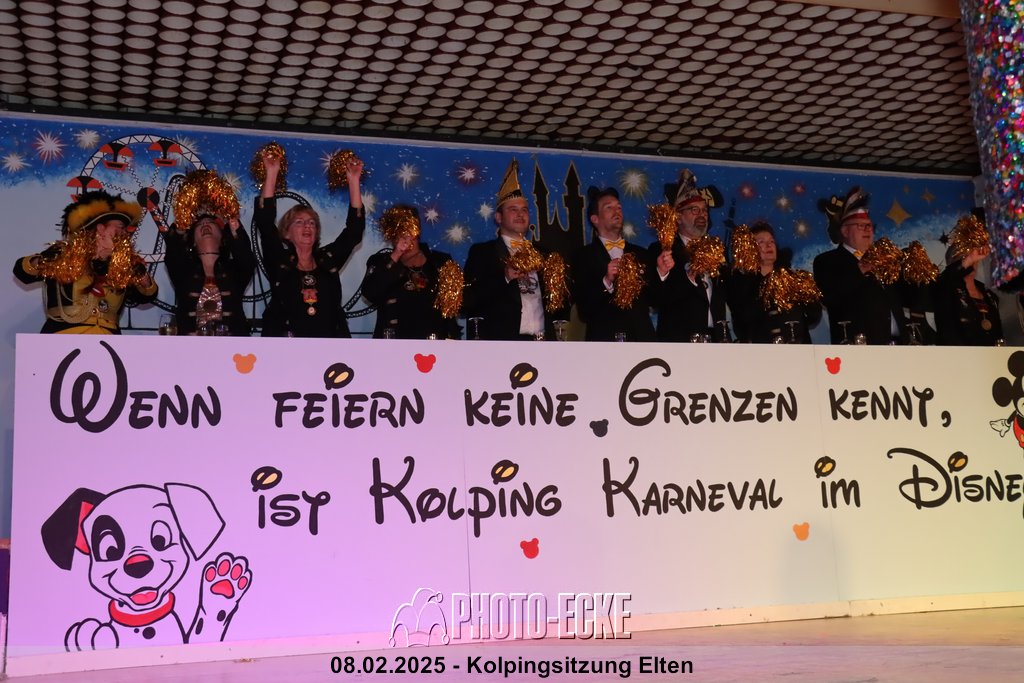 Wenn feiern keine Grenzen kennt,
ist Kolping Karneval im Disne
PHOTO-ECKE
08.02.2025 - Kolpingsitzung Elten